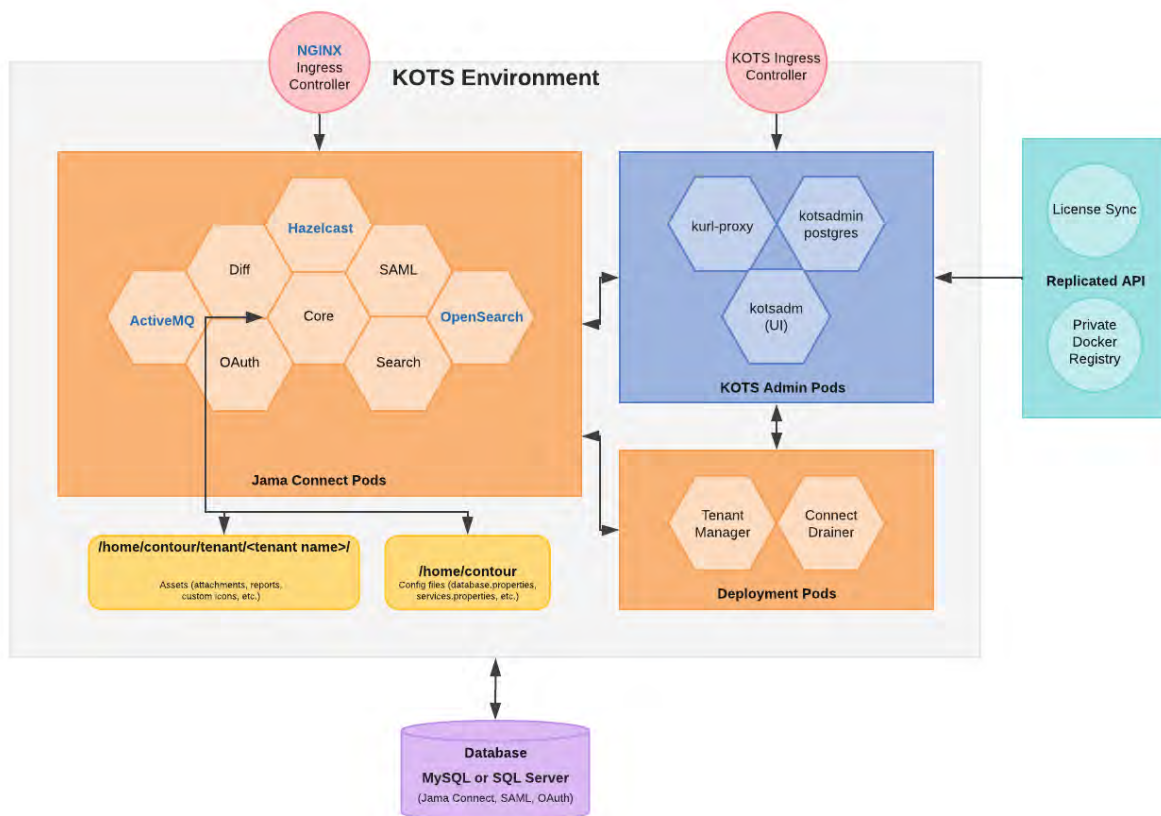 NGINX
Ingress
Controller
KOTS Environment
KOTS Ingress
Controller
Hazelcast
Diff
SAML
ActiveMQ
Core
OpenSearch
OAuth
Search
Jama Connect Pods
kurl-proxy
kotsadmin
postgres
kotsadm
(UI)
KOTS Admin Pods
License Sync
Replicated API
Private
Docker
Registry
Tenant
Manager
Connect
Drainer
Deployment Pods
/home/contour/tenant/<tenant name>/
Assets (attachments, reports,
custom icons, etc.)
/home/contour
Config files (database.properties,
services.properties, etc.)
Database
MySQL or SQL Server
(Jama Connect, SAML, OAuth)